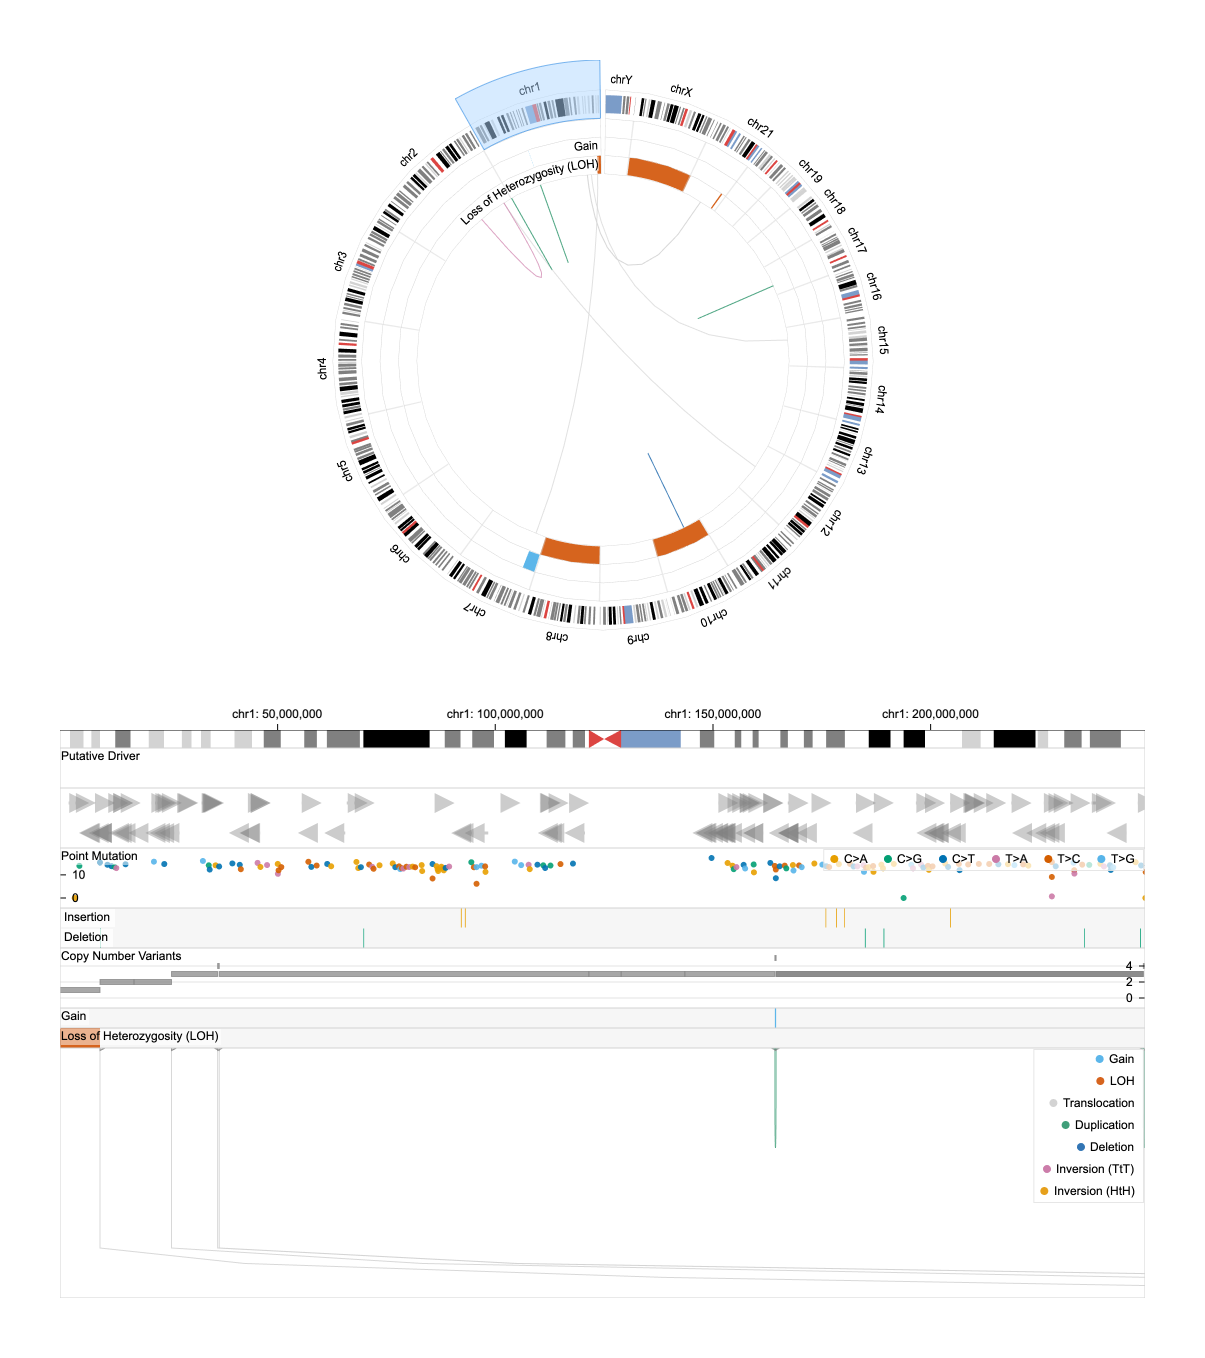 chr1
chrY
chrX
chr21
chr19
chr18
chr17
chr16
chr15
chr14
chr13
chr12
chr11
chr10
chr9
chr8
chr7
chr6
chr5
chr4
chr3
chr2
Gain
Loss of Heterozygosity (LOH)
chr1: 50,000,000 chr1: 100,000,000 chr1: 150,000,000 chr1: 200,000,000
Putative Driver
Point Mutation
C>A C>G C>T T>A T>C T>G
10
0
Insertion
Deletion
Copy Number Variants
4
2
0
Gain
Loss of Heterozygosity (LOH)
Gain
LOH
Translocation
Duplication
Deletion
Inversion (TtT)
Inversion (HtH)